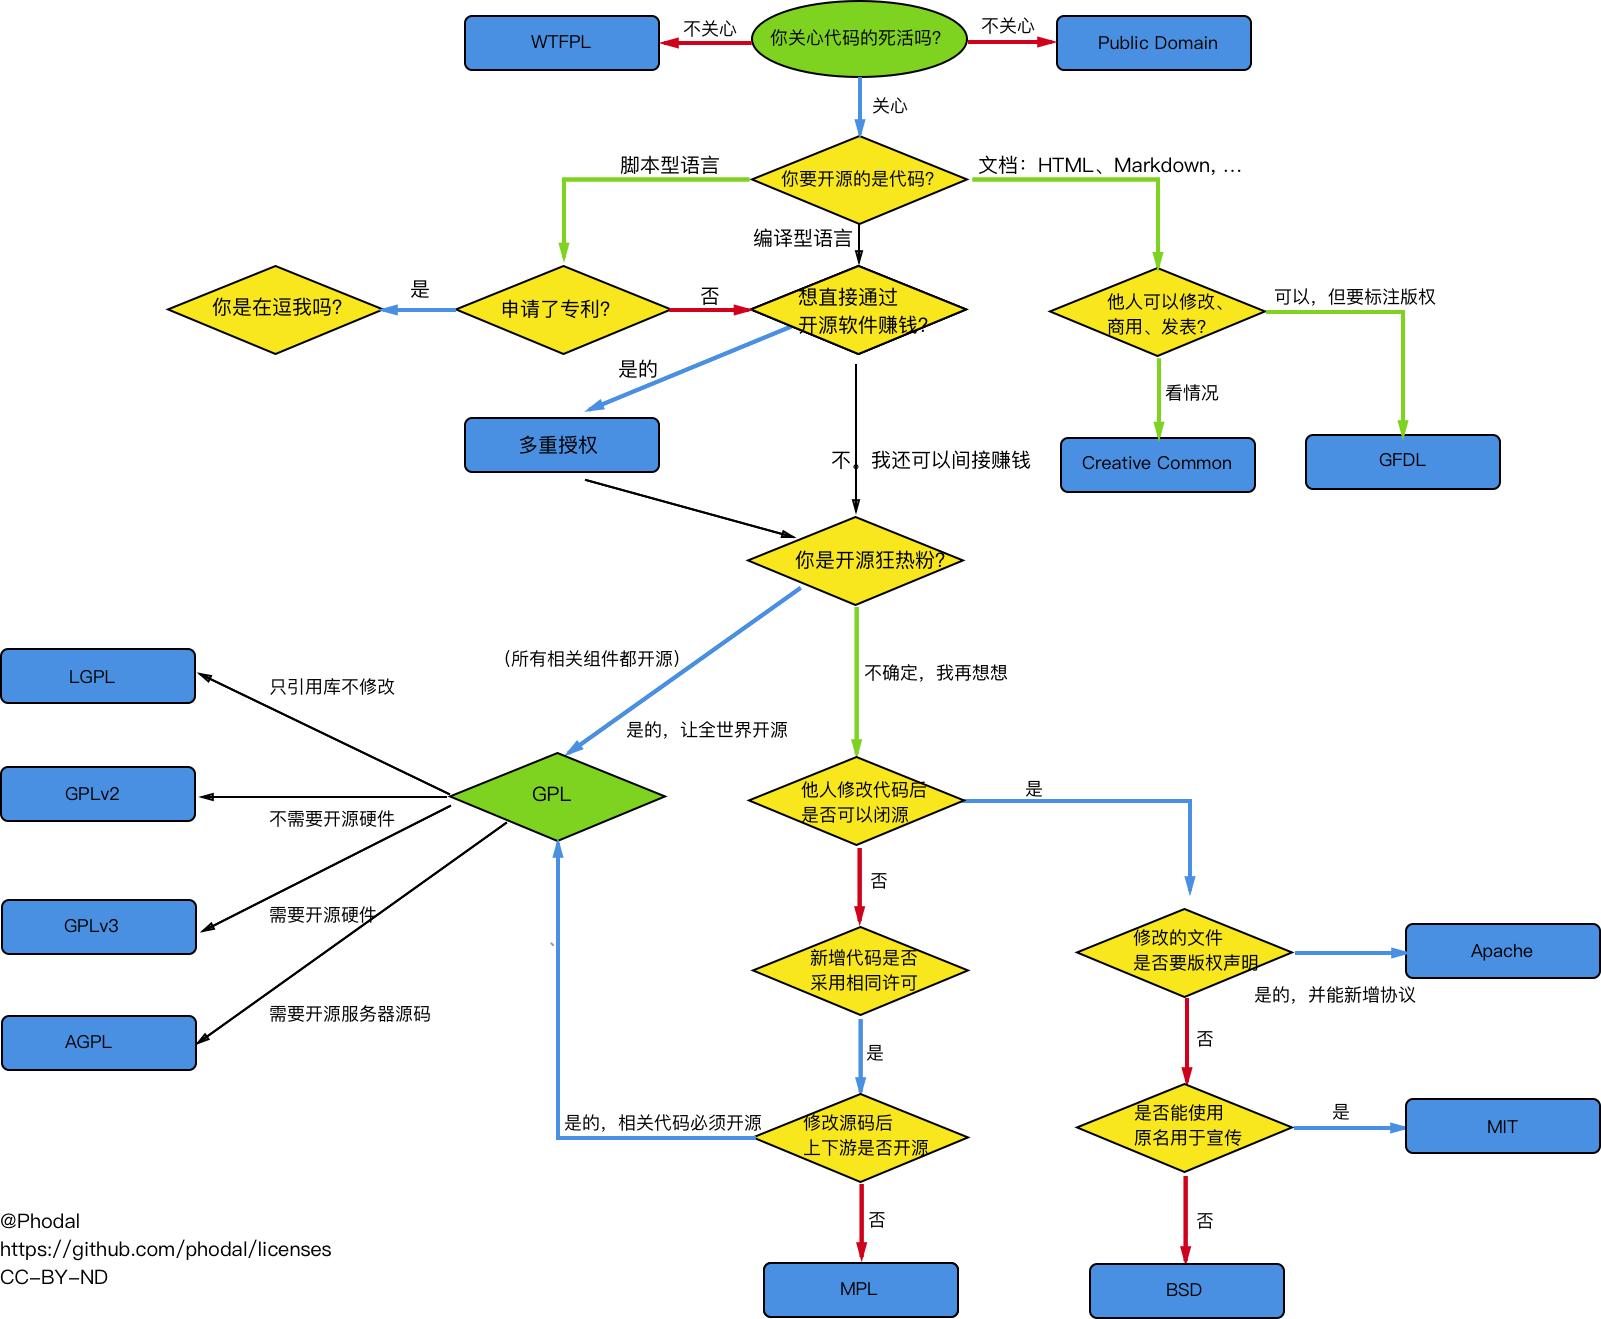 WTFPL
不关心
你关心代码的死活吗?
不关心
Public Domain
关心
脚本型语言
你要开源的是代码?
文档：HTML、Markdown, ...
编译型语言
你是在逗我吗?
是
申请了专利?
否
想直接通过
开源软件赚钱?
他人可以修改、
商用、发表?
可以，但要标注版权
是的
看情况
多重授权
不。我还可以间接赚钱
Creative Common
GFDL
你是开源狂热粉?
(所有相关组件都开源)
不确定，我再想想
LGPL
只引用库不修改
是的，让全世界开源
GPLv2
GPL
他人修改代码后
是否可以闭源
是
不需要开源硬件
否
GPLv3
需要开源硬件
新增代码是否
采用相同许可
修改的文件
是否要版权声明
Apache
是的，并能新增协议
AGPL
需要开源服务器源码
是
否
是的，相关代码必须开源
修改源码后
上下游是否开源
是否能使用
原名用于宣传
是
MIT
否
否
@Phodal
https://github.com/phodal/licenses
CC-BY-ND
MPL
BSD